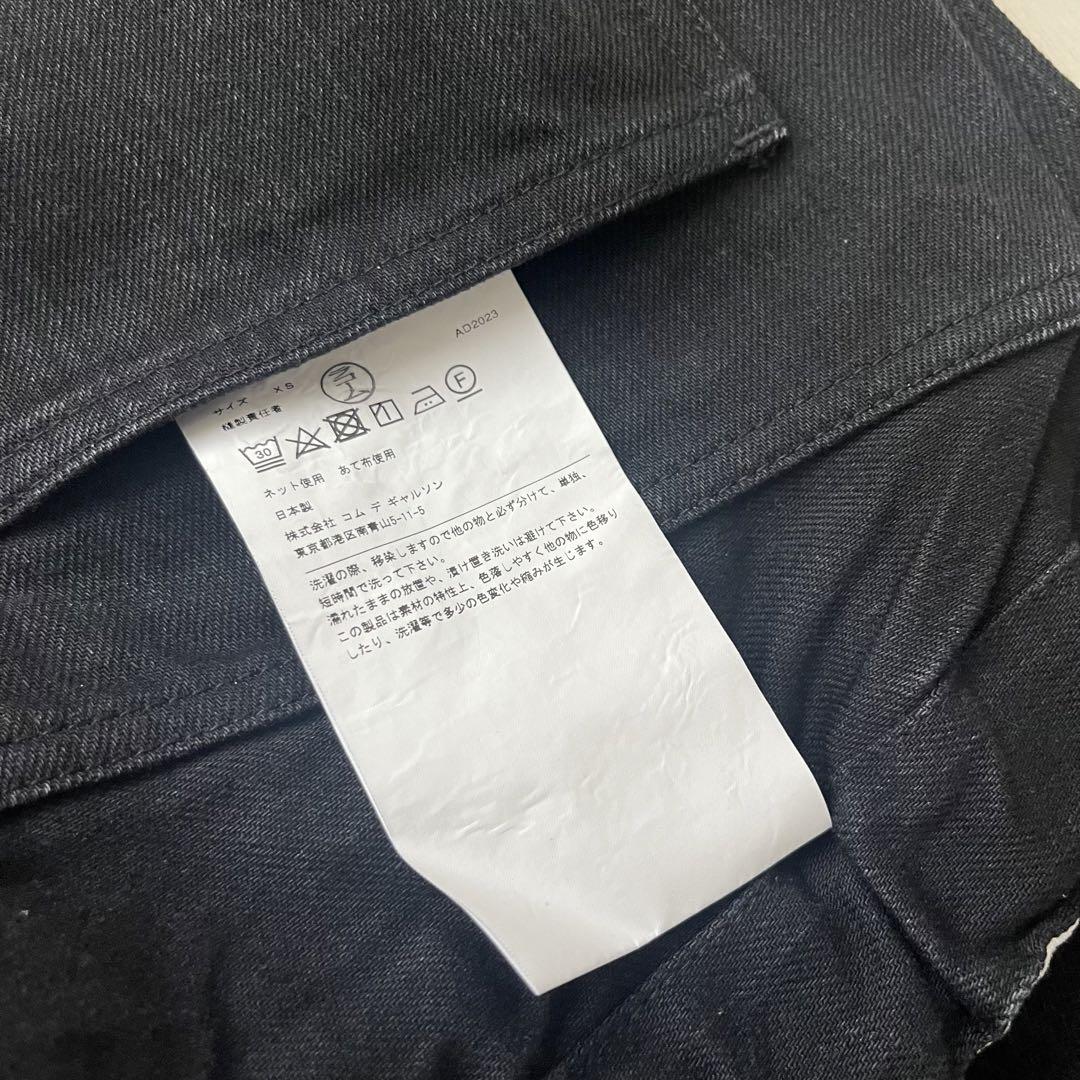 AD2023
サイズ XS
縫製責任者
30 F
ネット使用 あて布使用
日本製
株式会社 コム デ ギャルソン
東京都港区南青山5-11-5
洗濯の際、移染しますので他の物と必ず分けて、単独、
短時間で洗って下さい。
濡れたままの放置や、漬け置き洗いは避けて下さい。
この製品は素材の特性上、色落しやすく他の物に色移り
したり、洗濯等で多少の色変化や縮みが生じます。